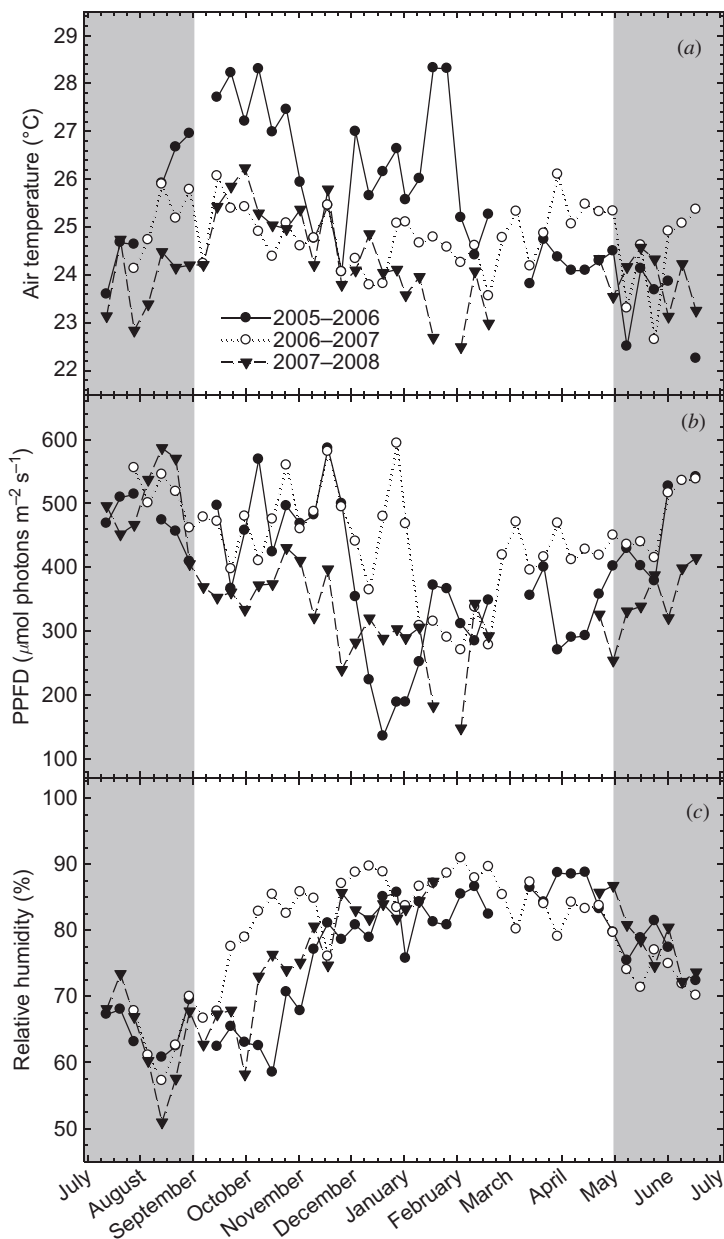 29
28
27
26
25
24
23
22
Air temperature (°C)
(a)
2005–2006
2006–2007
2007–2008
600
500
400
300
200
100
PPFD (μmol photons m⁻² s⁻¹)
(b)
100
90
80
70
60
50
Relative humidity (%)
(c)
July
August
September
October
November
December
January
February
March
April
May
June
July